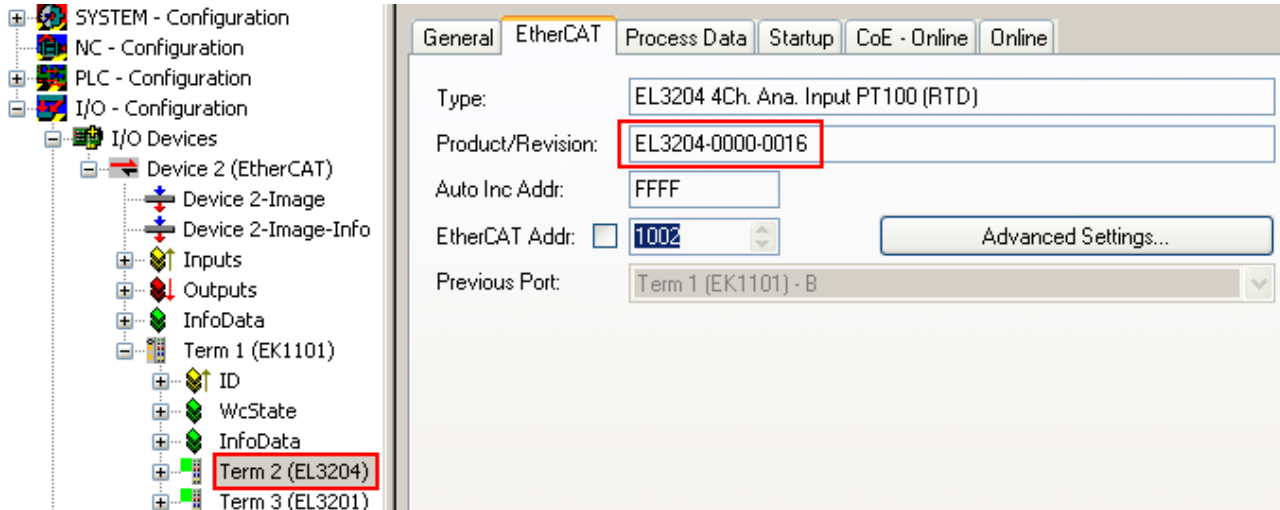 SYSTEM - Configuration
NC - Configuration
PLC - Configuration
I/O - Configuration
I/O Devices
Device 2 (EtherCAT)
Device 2-Image
Device 2-Image-Info
Inputs
Outputs
InfoData
Term 1 (EK1101)
ID
WcState
InfoData
Term 2 (EL3204)
Term 3 (EL3201)
General EtherCAT Process Data Startup CoE - Online Online
Type: EL3204 4Ch. Ana. Input PT100 (RTD)
Product/Revision: EL3204-0000-0016
Auto Inc Addr: FFFF
EtherCAT Addr: 1002 Advanced Settings...
Previous Port: Term 1 (EK1101) - B